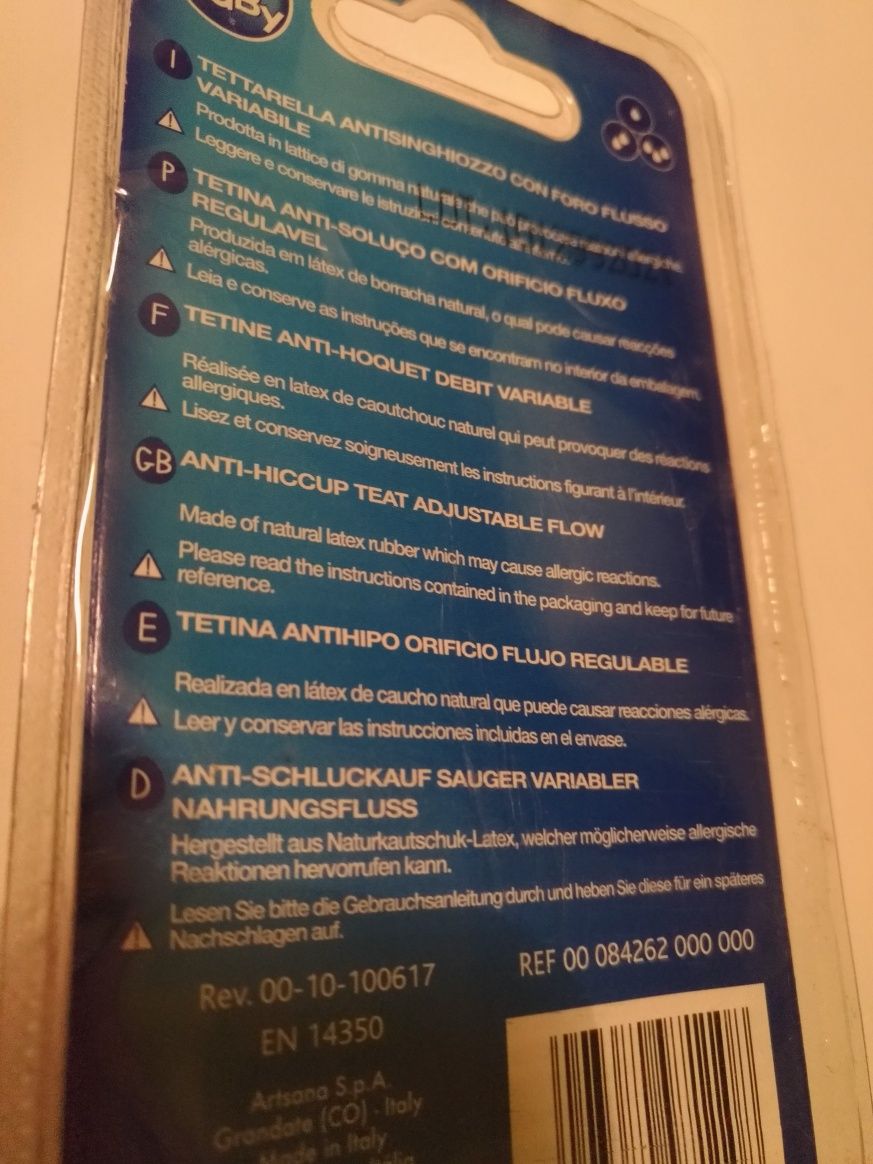 I TETTARELLA ANTISINGHIOZZO CON FORO FLUSSO
VARIABILE
Prodotta in lattice di gomma naturale che può provocare allergiche
Leggere e conservare le istruzioni contenute
P TETINA ANTI-SOLUÇO COM ORIFICIO FLUXO
REGULAVEL
Produzida em látex de borracha natural, o qual pode causar reacções
alérgicas.
Leia e conserve as instruções que se encontram no interior da embalagem.
F TETINE ANTI-HOQUET DEBIT VARIABLE
Réalisée en latex de caoutchouc naturel qui peut provoquer des réactions
allergiques.
Lisez et conservez soigneusement les instructions figurant à l'intérieur.
GB ANTI-HICCUP TEAT ADJUSTABLE FLOW
Made of natural latex rubber which may cause allergic reactions.
Please read the instructions contained in the packaging and keep for future
reference.
E TETINA ANTIHIPO ORIFICIO FLUJO REGULABLE
Realizada en látex de caucho natural que puede causar reacciones alérgicas.
Leer y conservar las instrucciones incluidas en el envase.
D ANTI-SCHLUCKAUF SAUGER VARIABLER
NAHRUNGSFLUSS
Hergestellt aus Naturkautschuk-Latex, welcher möglicherweise allergische
Reaktionen hervorrufen kann.
Lesen Sie bitte die Gebrauchsanleitung durch und heben Sie diese für ein späteres
Nachschlagen auf.
Rev. 00-10-100617
REF 00 084262 000 000
EN 14350
Artsana S.p.A.
Grandate (CO) - Italy
Made in Italy